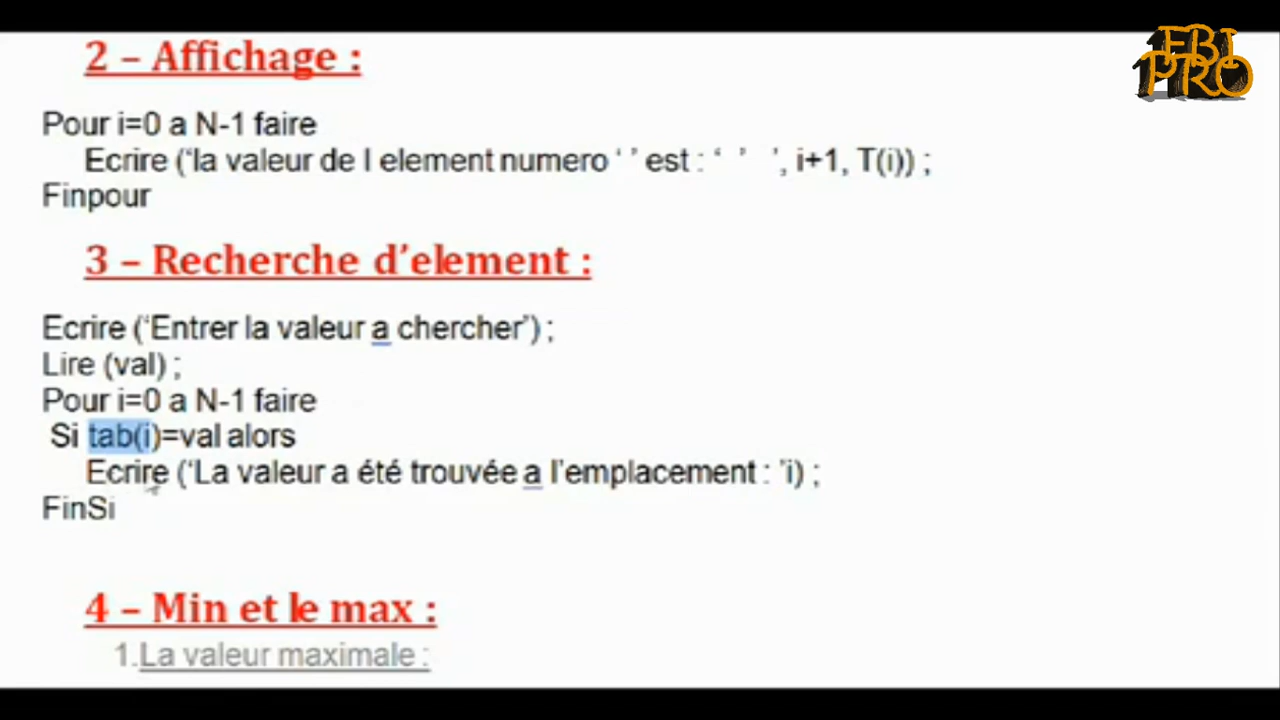 FBI
PRO
2 – Affichage :
Pour i=0 a N-1 faire
Ecrire (‘la valeur de l element numero ‘ ’ est : ‘ ’ ’, i+1, T(i)) ;
Finpour
3 – Recherche d’element :
Ecrire (‘Entrer la valeur a chercher’) ;
Lire (val) ;
Pour i=0 a N-1 faire
Si tab(i)=val alors
Ecrire (‘La valeur a été trouvée a l’emplacement : ’i) ;
FinSi
4 – Min et le max :
1.La valeur maximale :